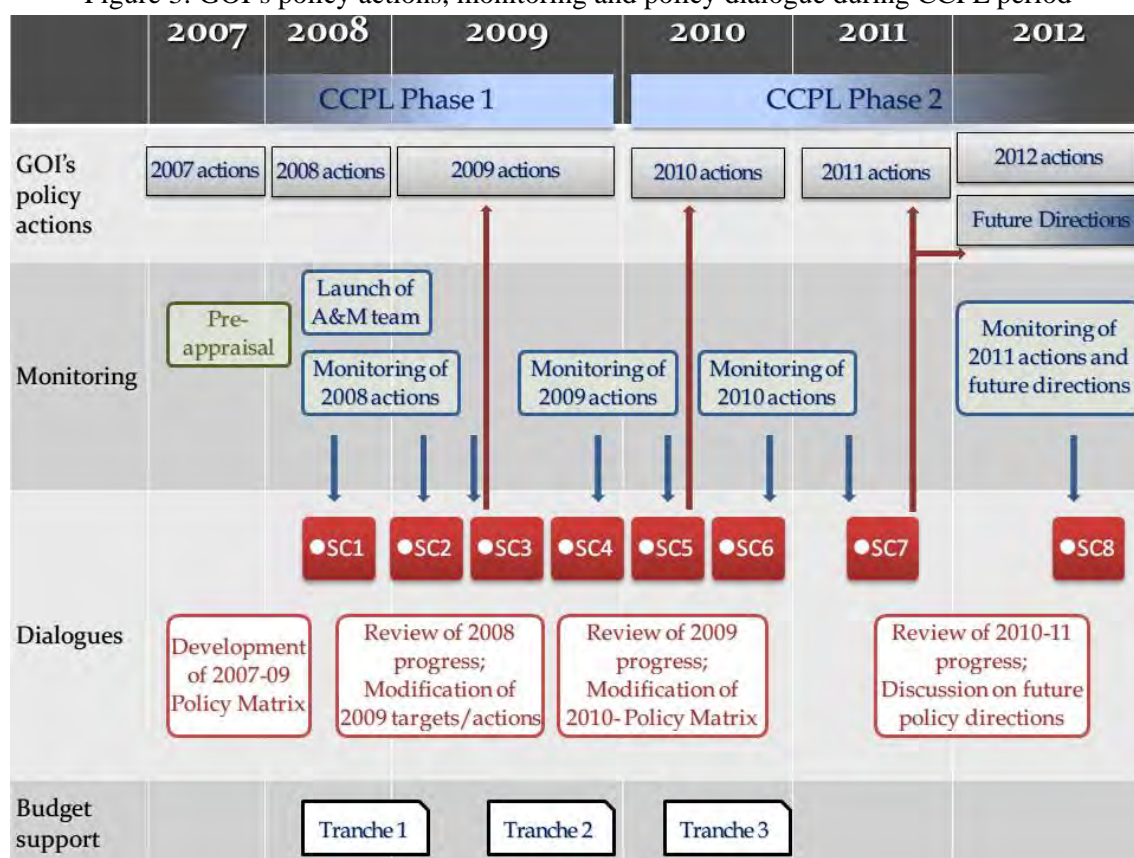 Figure 3: GOI's policy actions, monitoring and policy dialogue during CCPL period
2007 2008 2009 2010 2011 2012
CCPL Phase 1 CCPL Phase 2
GOI's
policy
actions
2007 actions
2008 actions
2009 actions
2010 actions
2011 actions
2012 actions
Future Directions
Monitoring
Pre-
appraisal
Launch of
A&M team
Monitoring of
2008 actions
Monitoring of
2009 actions
Monitoring of
2010 actions
Monitoring of
2011 actions and
future directions
Dialogues
SC1
SC2
SC3
SC4
SC5
SC6
SC7
SC8
Development
of 2007-09
Policy Matrix
Review of 2008
progress;
Modification of
2009 targets/actions
Review of 2009
progress;
Modification of
2010- Policy Matrix
Review of 2010-11
progress;
Discussion on future
policy directions
Budget
support
Tranche 1
Tranche 2
Tranche 3